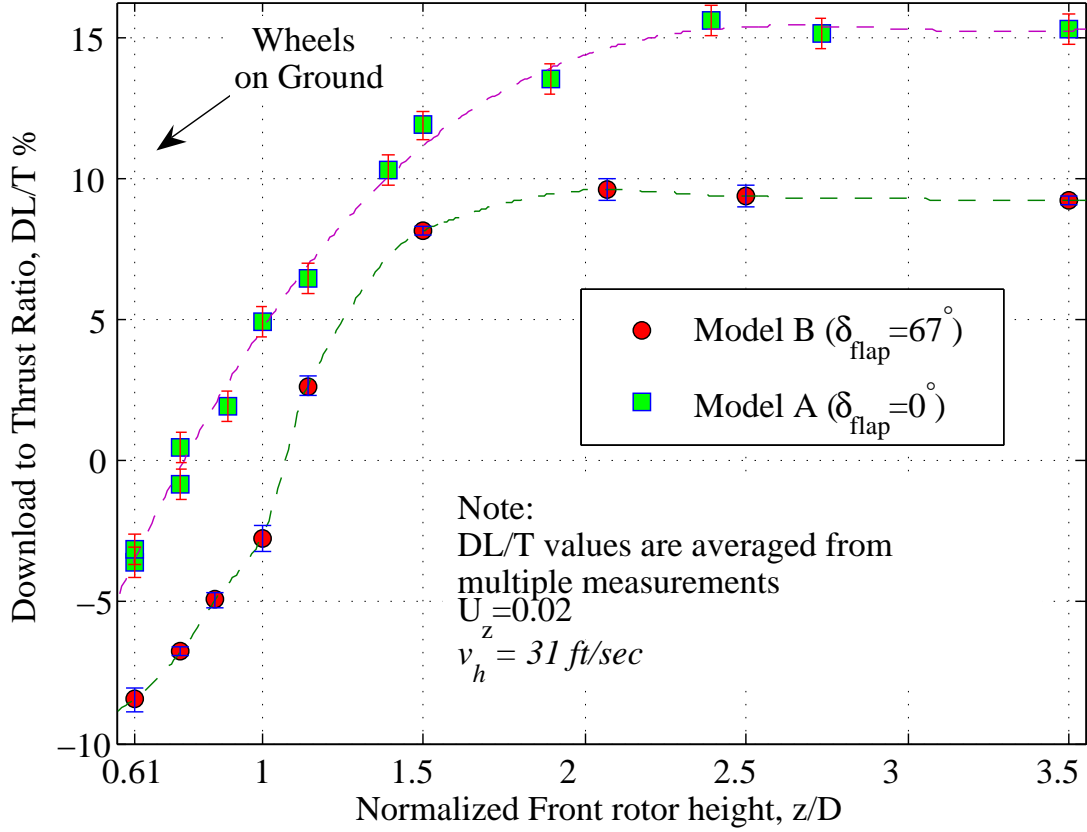 15
10
5
0
−5
−10
Download to Thrust Ratio, DL/T %
Wheels
on Ground
Model B (δflap=67°)
Model A (δflap=0°)
Note:
DL/T values are averaged from
multiple measurements
Uz=0.02
vh = 31 ft/sec
0.61 1 1.5 2 2.5 3 3.5
Normalized Front rotor height, z/D